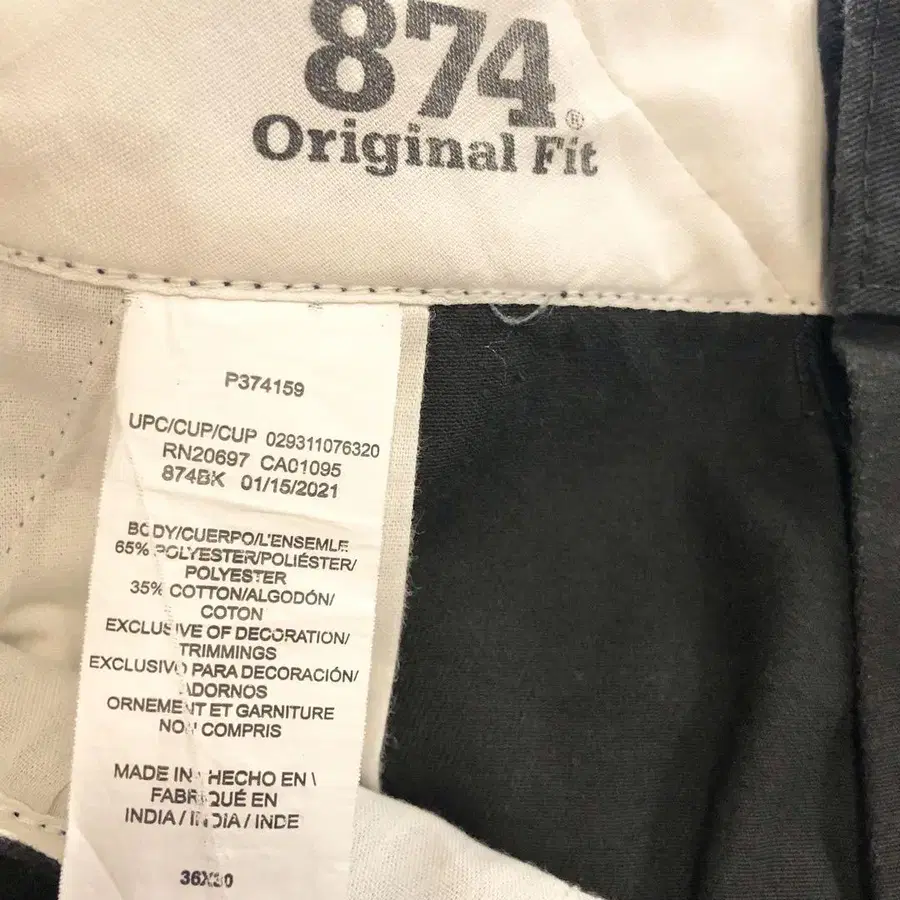 874®
Original Fit
P374159
UPC/CUP/CUP 029311076320
RN20697 CA01095
874BK 01/15/2021
BODY/CUERPO/L'ENSEMLE
65% POLYESTER/POLIÉSTER/
POLYESTER
35% COTTON/ALGODÓN/
COTON
EXCLUSIVE OF DECORATION/
TRIMMINGS
EXCLUSIVO PARA DECORACIÓN/
ADORNOS
ORNEMENT ET GARNITURE
NON COMPRIS
MADE IN \ HECHO EN \
FABRIQUÉ EN
INDIA / INDIA / INDE
36X30